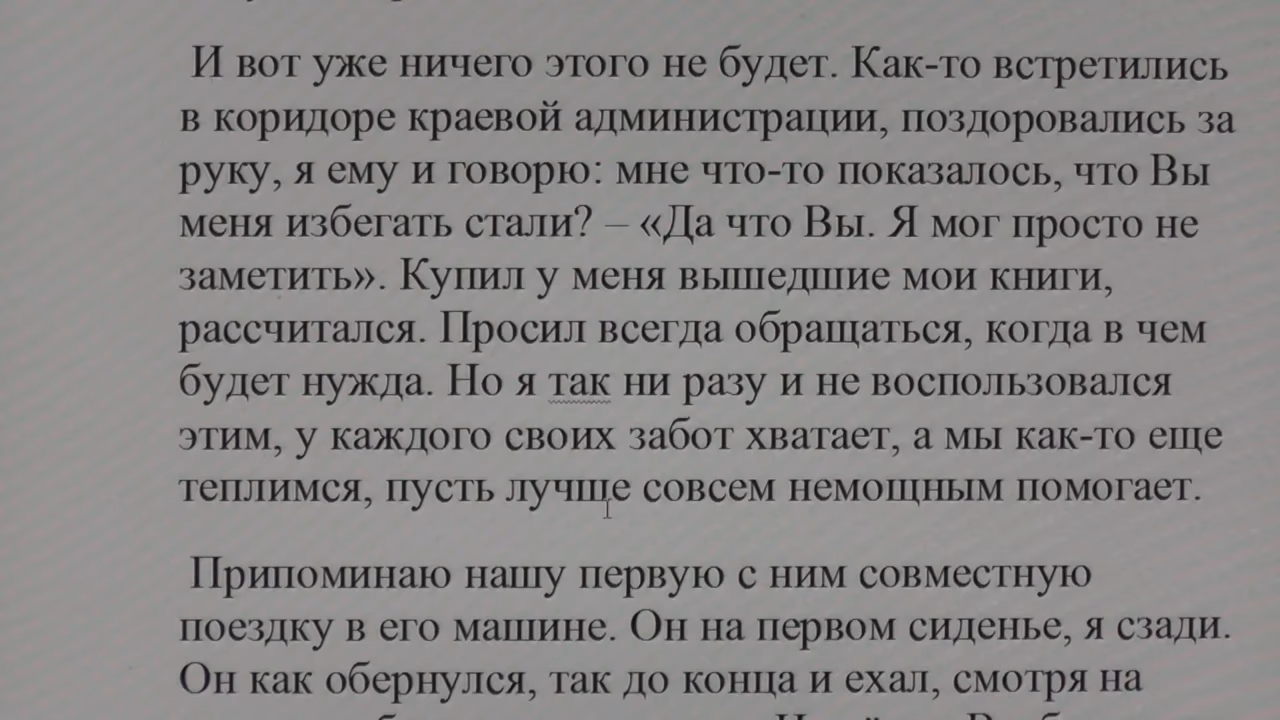 И вот уже ничего этого не будет. Как-то встретились
в коридоре краевой администрации, поздоровались за
руку, я ему и говорю: мне что-то показалось, что Вы
меня избегать стали? – «Да что Вы. Я мог просто не
заметить». Купил у меня вышедшие мои книги,
рассчитался. Просил всегда обращаться, когда в чем
будет нужда. Но я так ни разу и не воспользовался
этим, у каждого своих забот хватает, а мы как-то еще
теплимся, пусть лучще совсем немощным помогает.
Припоминаю нашу первую с ним совместную
поездку в его машине. Он на первом сиденье, я сзади.
Он как обернулся, так до конца и ехал, смотря на